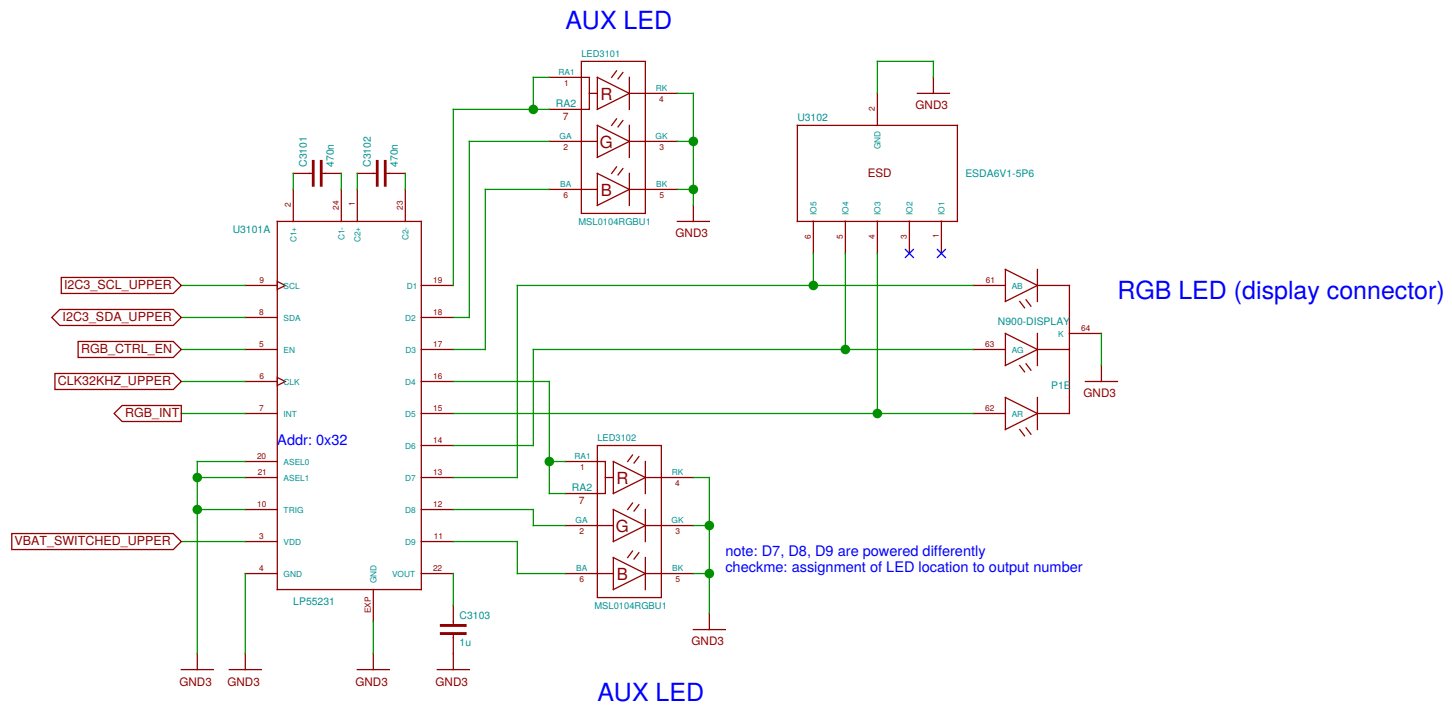 AUX LED
LED3101
RA1
1
RA2
7
R
RK
4
GA
2
G
GK
3
BA
6
B
BK
5
MSL0104RGBU1
GND3
GND3
2
U3102
GND
ESD
ESDA6V1-5P6
IO5
IO4
IO3
IO2
IO1
6
5
4
3
1
C3101
470n
C3102
470n
2
24
1
23
U3101A
C1+
C1-
C2+
C2-
I2C3_SCL_UPPER
9
SCL
I2C3_SDA_UPPER
8
SDA
RGB_CTRL_EN
5
EN
CLK32KHZ_UPPER
6
CLK
RGB_INT
7
INT
Addr: 0x32
20
ASEL0
21
ASEL1
10
TRIG
VBAT_SWITCHED_UPPER
3
VDD
4
GND
GND
EXP
LP55231
D1
19
D2
18
D3
17
D4
16
D5
15
D6
14
D7
13
D8
12
D9
11
VOUT
22
C3103
1u
GND3
GND3
GND3
GND3
61
AB
RGB LED (display connector)
N900-DISPLAY
63
AG
K
64
P1E
62
AR
GND3
LED3102
RA1
1
RA2
7
R
RK
4
GA
2
G
GK
3
BA
6
B
BK
5
MSL0104RGBU1
GND3
note: D7, D8, D9 are powered differently
checkme: assignment of LED location to output number
AUX LED